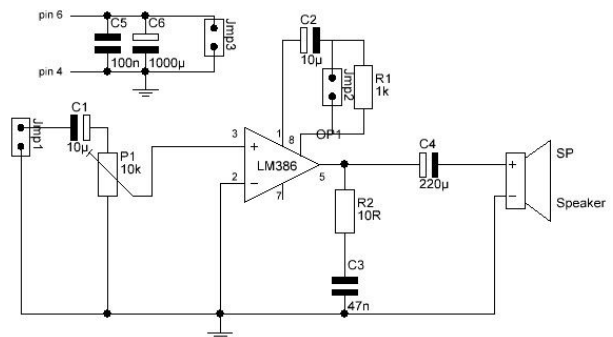 pin 6
C5
C6
Jmp3
100n
1000µ
pin 4
C2
10µ
Jmp2
R1
1k
C1
10µ
Jmp1
P1
10k
1
8
OP1
3
+
LM386
2
−
7
5
C4
220µ
SP
+
−
Speaker
R2
10R
C3
47n